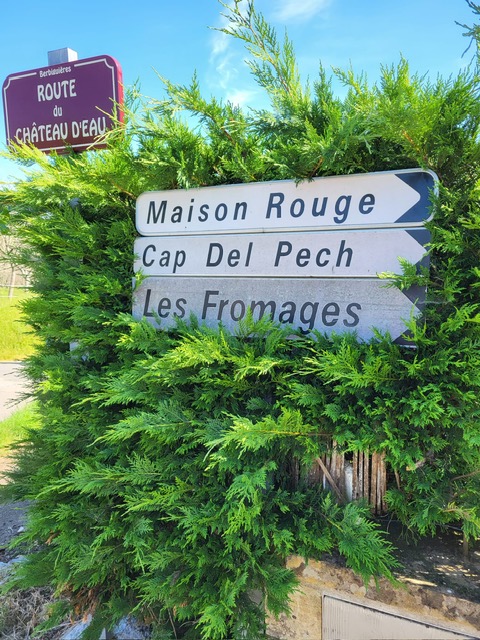 Berbiguières
ROUTE
du
CHÂTEAU D'EAU
Maison Rouge
Cap Del Pech
Les Fromages